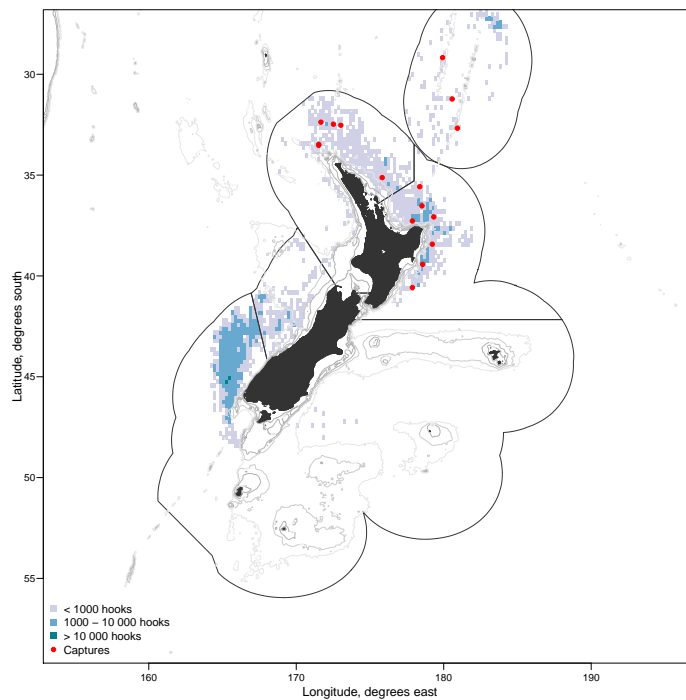 30
35
40
45
50
55
Latitude, degrees south
< 1000 hooks
1000 − 10 000 hooks
> 10 000 hooks
Captures
160
170
180
190
Longitude, degrees east